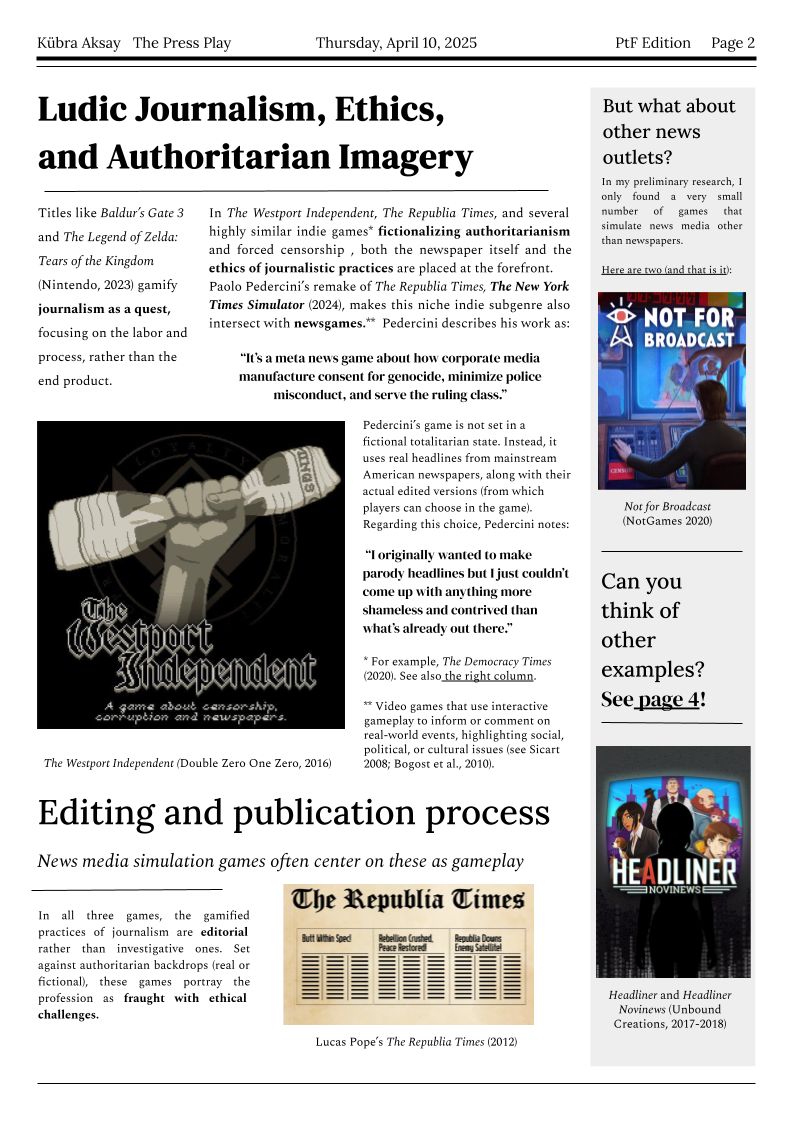 Kübra Aksay The Press Play Thursday, April 10, 2025 PtF Edition Page 2
Ludic Journalism, Ethics,
and Authoritarian Imagery
Titles like Baldur's Gate 3
and The Legend of Zelda:
Tears of the Kingdom
(Nintendo, 2023) gamify
journalism as a quest,
focusing on the labor and
process, rather than the
end product.
In The Westport Independent, The Republia Times, and several
highly similar indie games* fictionalizing authoritarianism
and forced censorship , both the newspaper itself and the
ethics of journalistic practices are placed at the forefront.
Paolo Pedercini's remake of The Republia Times, The New York
Times Simulator (2024), makes this niche indie subgenre also
intersect with newsgames.** Pedercini describes his work as:
“It’s a meta news game about how corporate media
manufacture consent for genocide, minimize police
misconduct, and serve the ruling class.”
LOYALTY
MORALITY
The
Westport
Independent
A game about censorship,
corruption and newspapers.
The Westport Independent (Double Zero One Zero, 2016)
Pedercini’s game is not set in a
fictional totalitarian state. Instead, it
uses real headlines from mainstream
American newspapers, along with their
actual edited versions (from which
players can choose in the game).
Regarding this choice, Pedercini notes:
“I originally wanted to make
parody headlines but I just couldn’t
come up with anything more
shameless and contrived than
what’s already out there.”
* For example, The Democracy Times
(2020). See also the right column.
** Video games that use interactive
gameplay to inform or comment on
real-world events, highlighting social,
political, or cultural issues (see Sicart
2008; Bogost et al., 2010).
Editing and publication process
News media simulation games often center on these as gameplay
In all three games, the gamified
practices of journalism are editorial
rather than investigative ones. Set
against authoritarian backdrops (real or
fictional), these games portray the
profession as fraught with ethical
challenges.
The Republia Times
Butt Within Spec!
Rebellion Crushed,
Peace Restored!
Republia Downs
Enemy Satellite!
Lucas Pope’s The Republia Times (2012)
But what about
other news
outlets?
In my preliminary research, I
only found a very small
number of games that
simulate news media other
than newspapers.
Here are two (and that is it):
NOT FOR
BROADCAST
CENSOR
Not for Broadcast
(NotGames 2020)
Can you
think of
other
examples?
See page 4!
HEADLINER
NOVINEWS
Headliner and Headliner
Novinews (Unbound
Creations, 2017-2018)